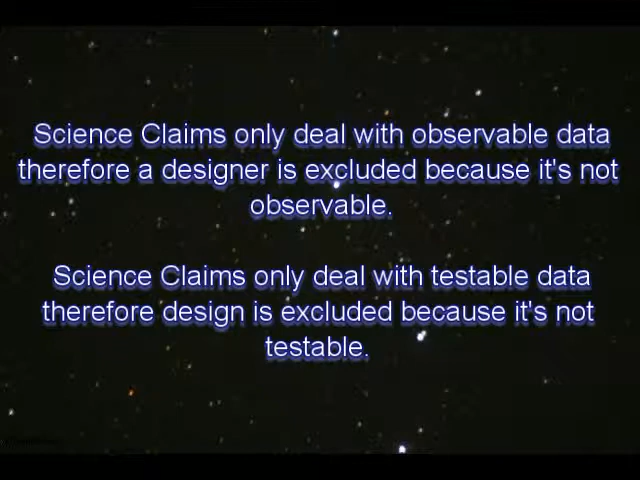 Science Claims only deal with observable data
therefore a designer is excluded because it's not
observable.
Science Claims only deal with testable data
therefore design is excluded because it's not
testable.